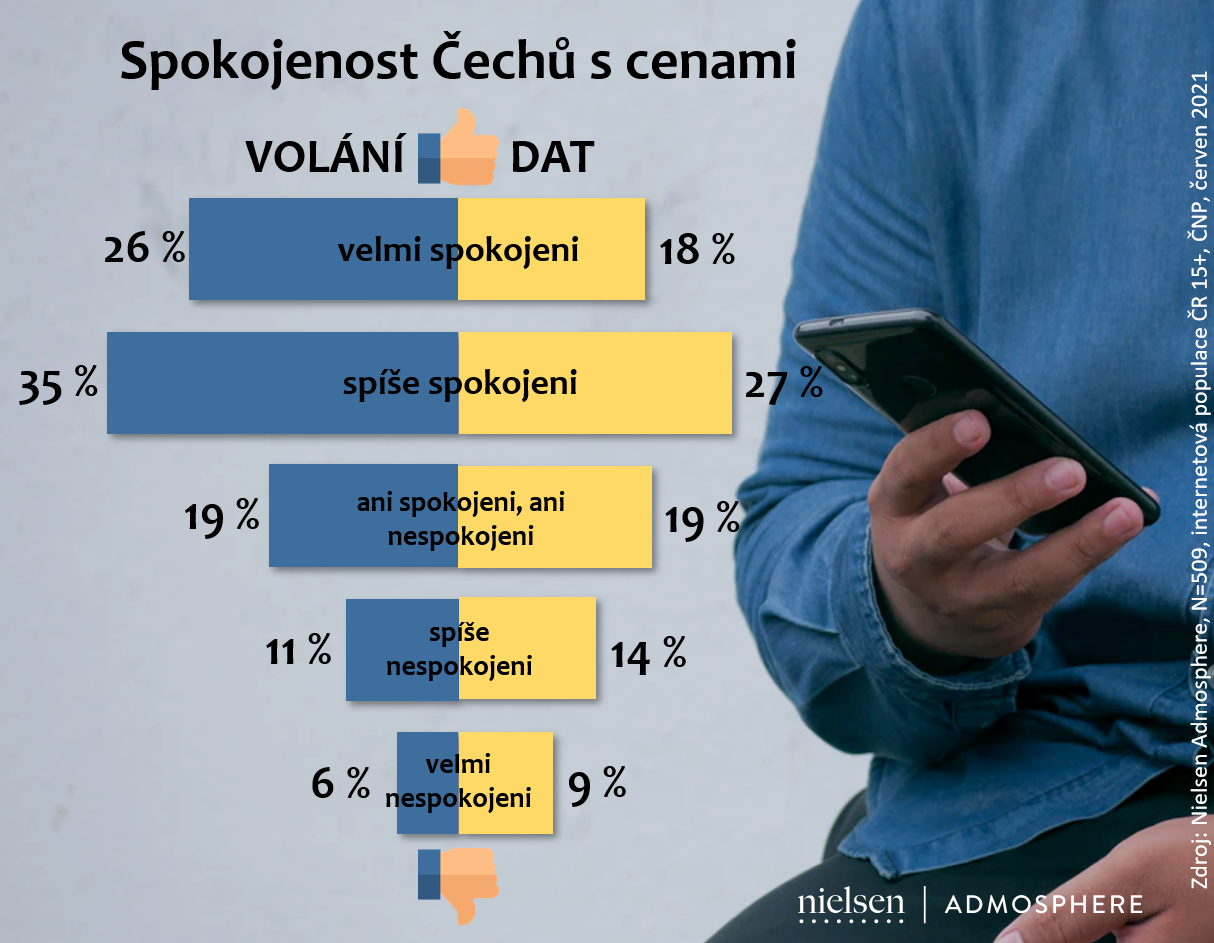 Spokojenost Čechů s cenami
VOLÁNÍ DAT
26 % velmi spokojeni 18 %
35 % spíše spokojeni 27 %
19 % ani spokojeni, ani 19 %
nespokojeni
11 % spíše 14 %
nespokojeni
6 % velmi 9 %
nespokojeni
nielsen | ADMOSPHERE
Zdroj: Nielsen Admosphere, N=509, internetová populace ČR 15+, ČNP, červen 2021